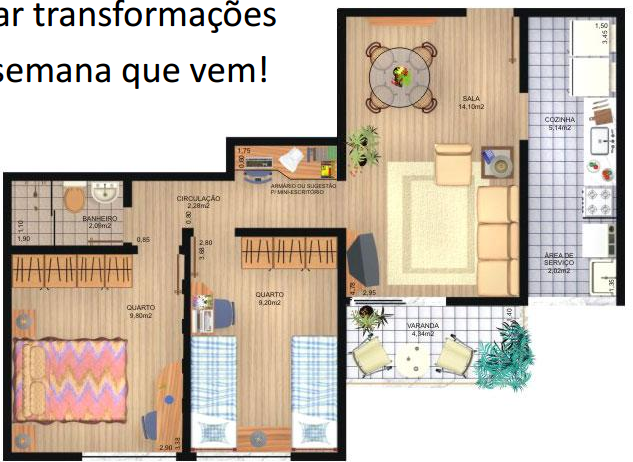 ar transformações
semana que vem!
1,50
3.45
SALA
14,10m2
COZINHA
5,14m2
1,75
0,60
ARMÁRIO OU SUGESTÃO
P/ MINI-ESCRITÓRIO
CIRCULAÇÃO
2,28m2
0,80
BANHEIRO
2,09m2
1,10
1,90
0,85
2,80
3,68
ÁREA DE
SERVIÇO
2,02m2
1,35
QUARTO
9,80m2
QUARTO
9,20m2
4,78
2,95
1,40
VARANDA
4,34m2
2,90
3,38